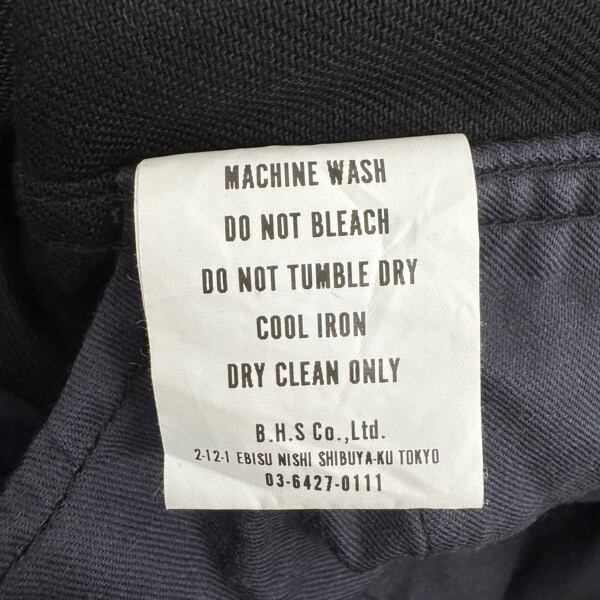 MACHINE WASH
DO NOT BLEACH
DO NOT TUMBLE DRY
COOL IRON
DRY CLEAN ONLY
B.H.S Co.,Ltd.
2-12-1 EBISU NISHI SHIBUYA-KU TOKYO
03-6427-0111